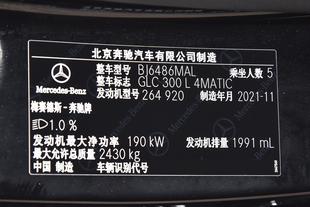 北京奔驰汽车有限公司制造
整车型号 BJ6486MAL 乘坐人数 5
整车标牌 GLC 300 L 4MATIC
发动机型号 264 920 制造年月 2021-11
Mercedes-Benz
梅赛德斯-奔驰牌
1.0 %
发动机最大净功率 190 kW 发动机排量 1991 mL
最大允许总质量 2430 kg
中国 制造 车辆识别代号